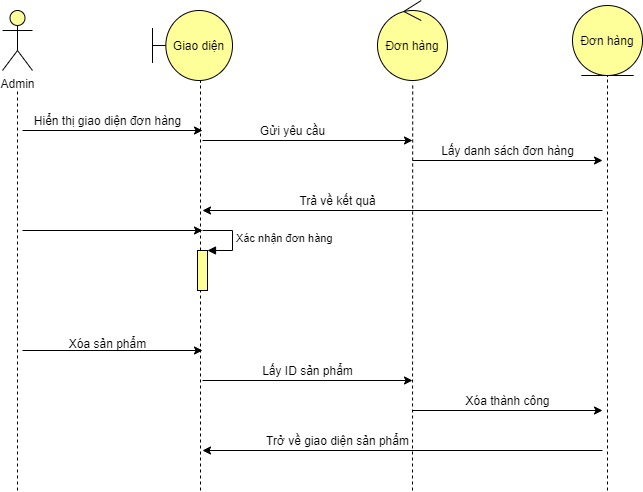 Giao diện
Đơn hàng
Đơn hàng
Admin
Hiển thị giao diện đơn hàng
Gửi yêu cầu
Lấy danh sách đơn hàng
Trả về kết quả
Xác nhận đơn hàng
Xóa sản phẩm
Lấy ID sản phẩm
Xóa thành công
Trở về giao diện sản phẩm